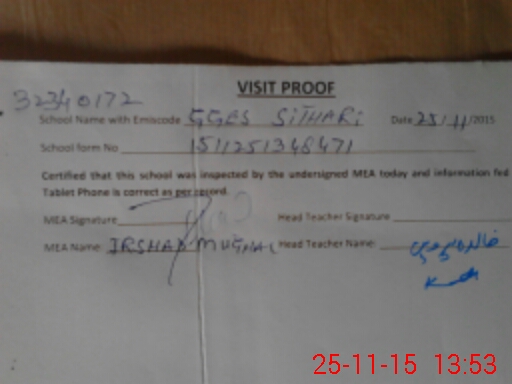 VISIT PROOF
32340172
School Name with Emiscode GGES SITHARI Date 25/11/2015
School form No 1511251348471
Certified that this school was inspected by the undersigned MEA today and information fed
Tablet Phone is correct as per record.
MEA Signature Head Teacher Signature
MEA Name IRSHAD MUGHAL Head Teacher Name:
25-11-15 13:53